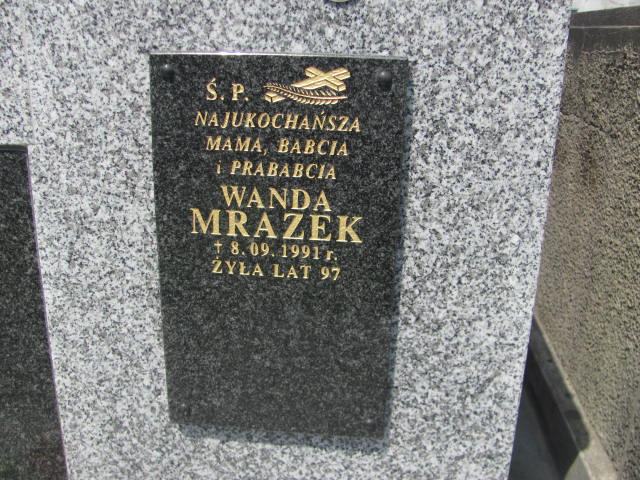 Ś. P.
NAJUKOCHAŃSZA
MAMA, BABCIA
i PRABABCIA
WANDA
MRAZEK
† 8. 09. 1991 r.
ŻYŁA LAT 97